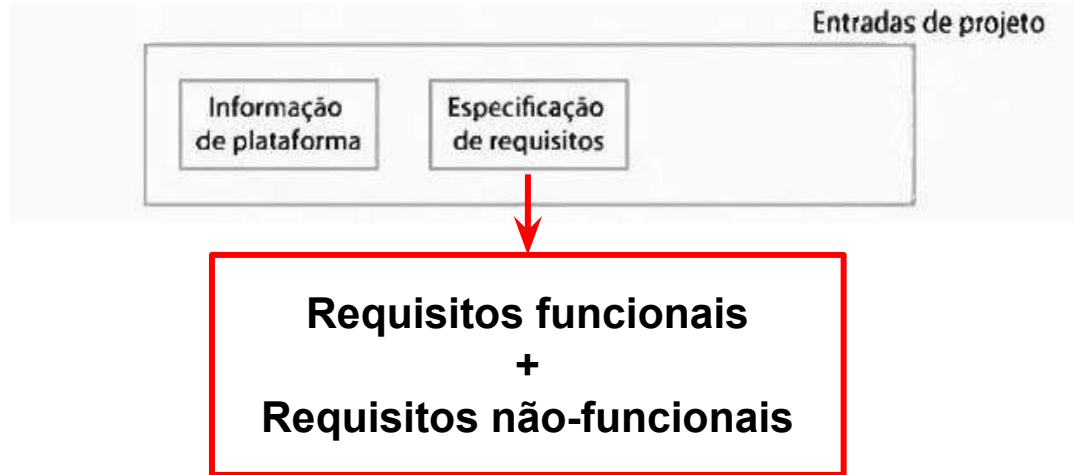 Entradas de projeto
Informação
de plataforma
Especificação
de requisitos
Requisitos funcionais
+
Requisitos não-funcionais